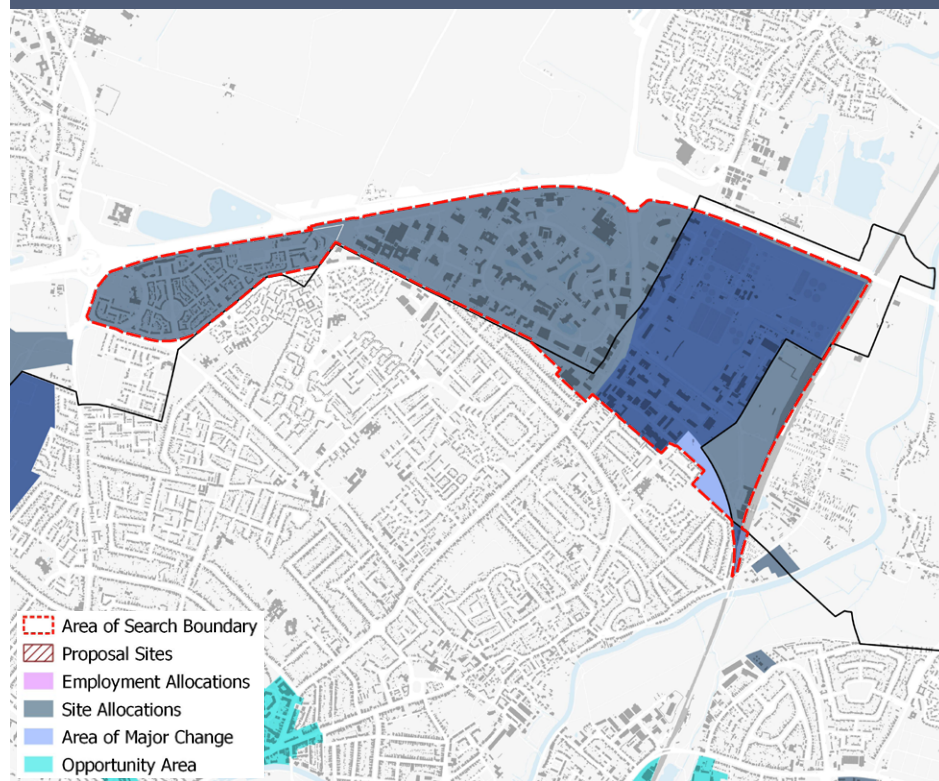 Area of Search Boundary
Proposal Sites
Employment Allocations
Site Allocations
Area of Major Change
Opportunity Area